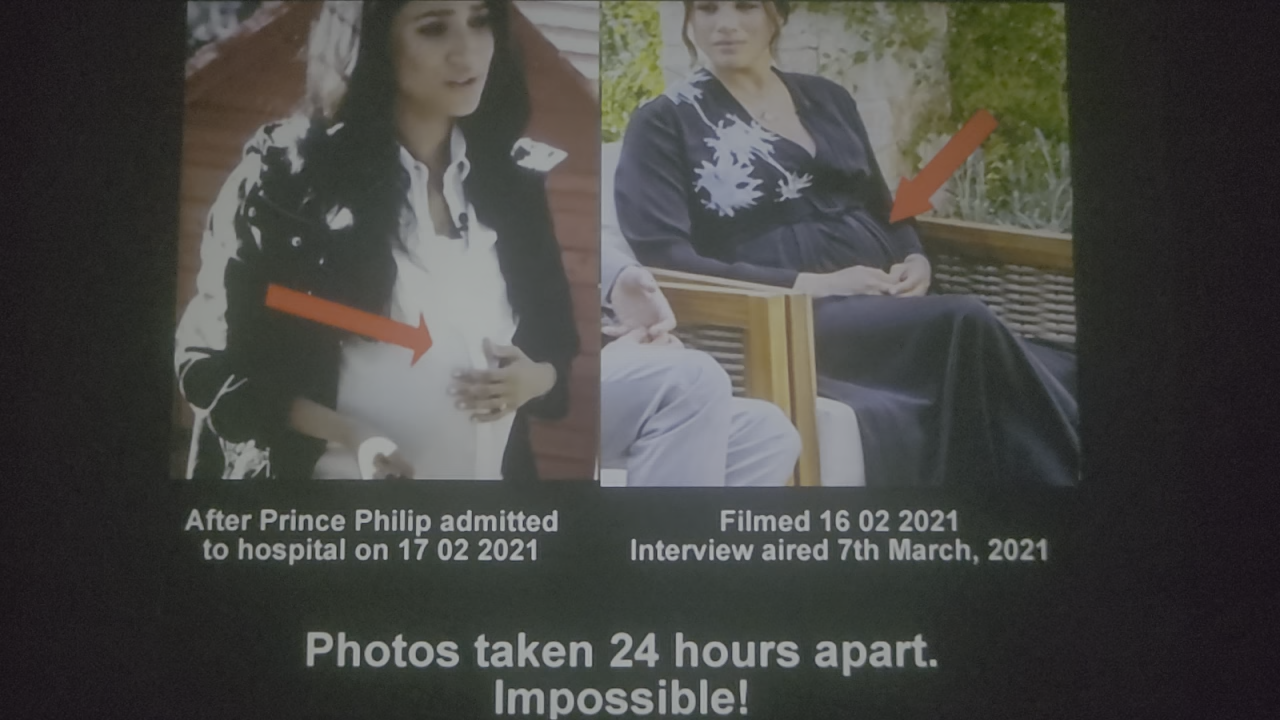 After Prince Philip admitted
to hospital on 17 02 2021
Filmed 16 02 2021
Interview aired 7th March, 2021
Photos taken 24 hours apart.
Impossible!